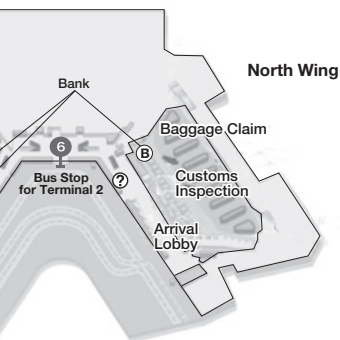 North Wing
Bank
Baggage Claim
6
B
Bus Stop
for Terminal 2
?
Customs
Inspection
Arrival
Lobby